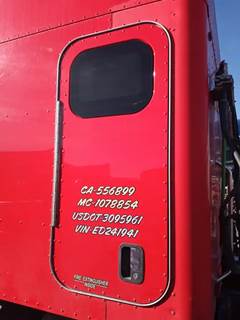 CA-556899
MC-1078854
USDOT 3095961
VIN-ED241941
FIRE EXTINGUISHER
INSIDE